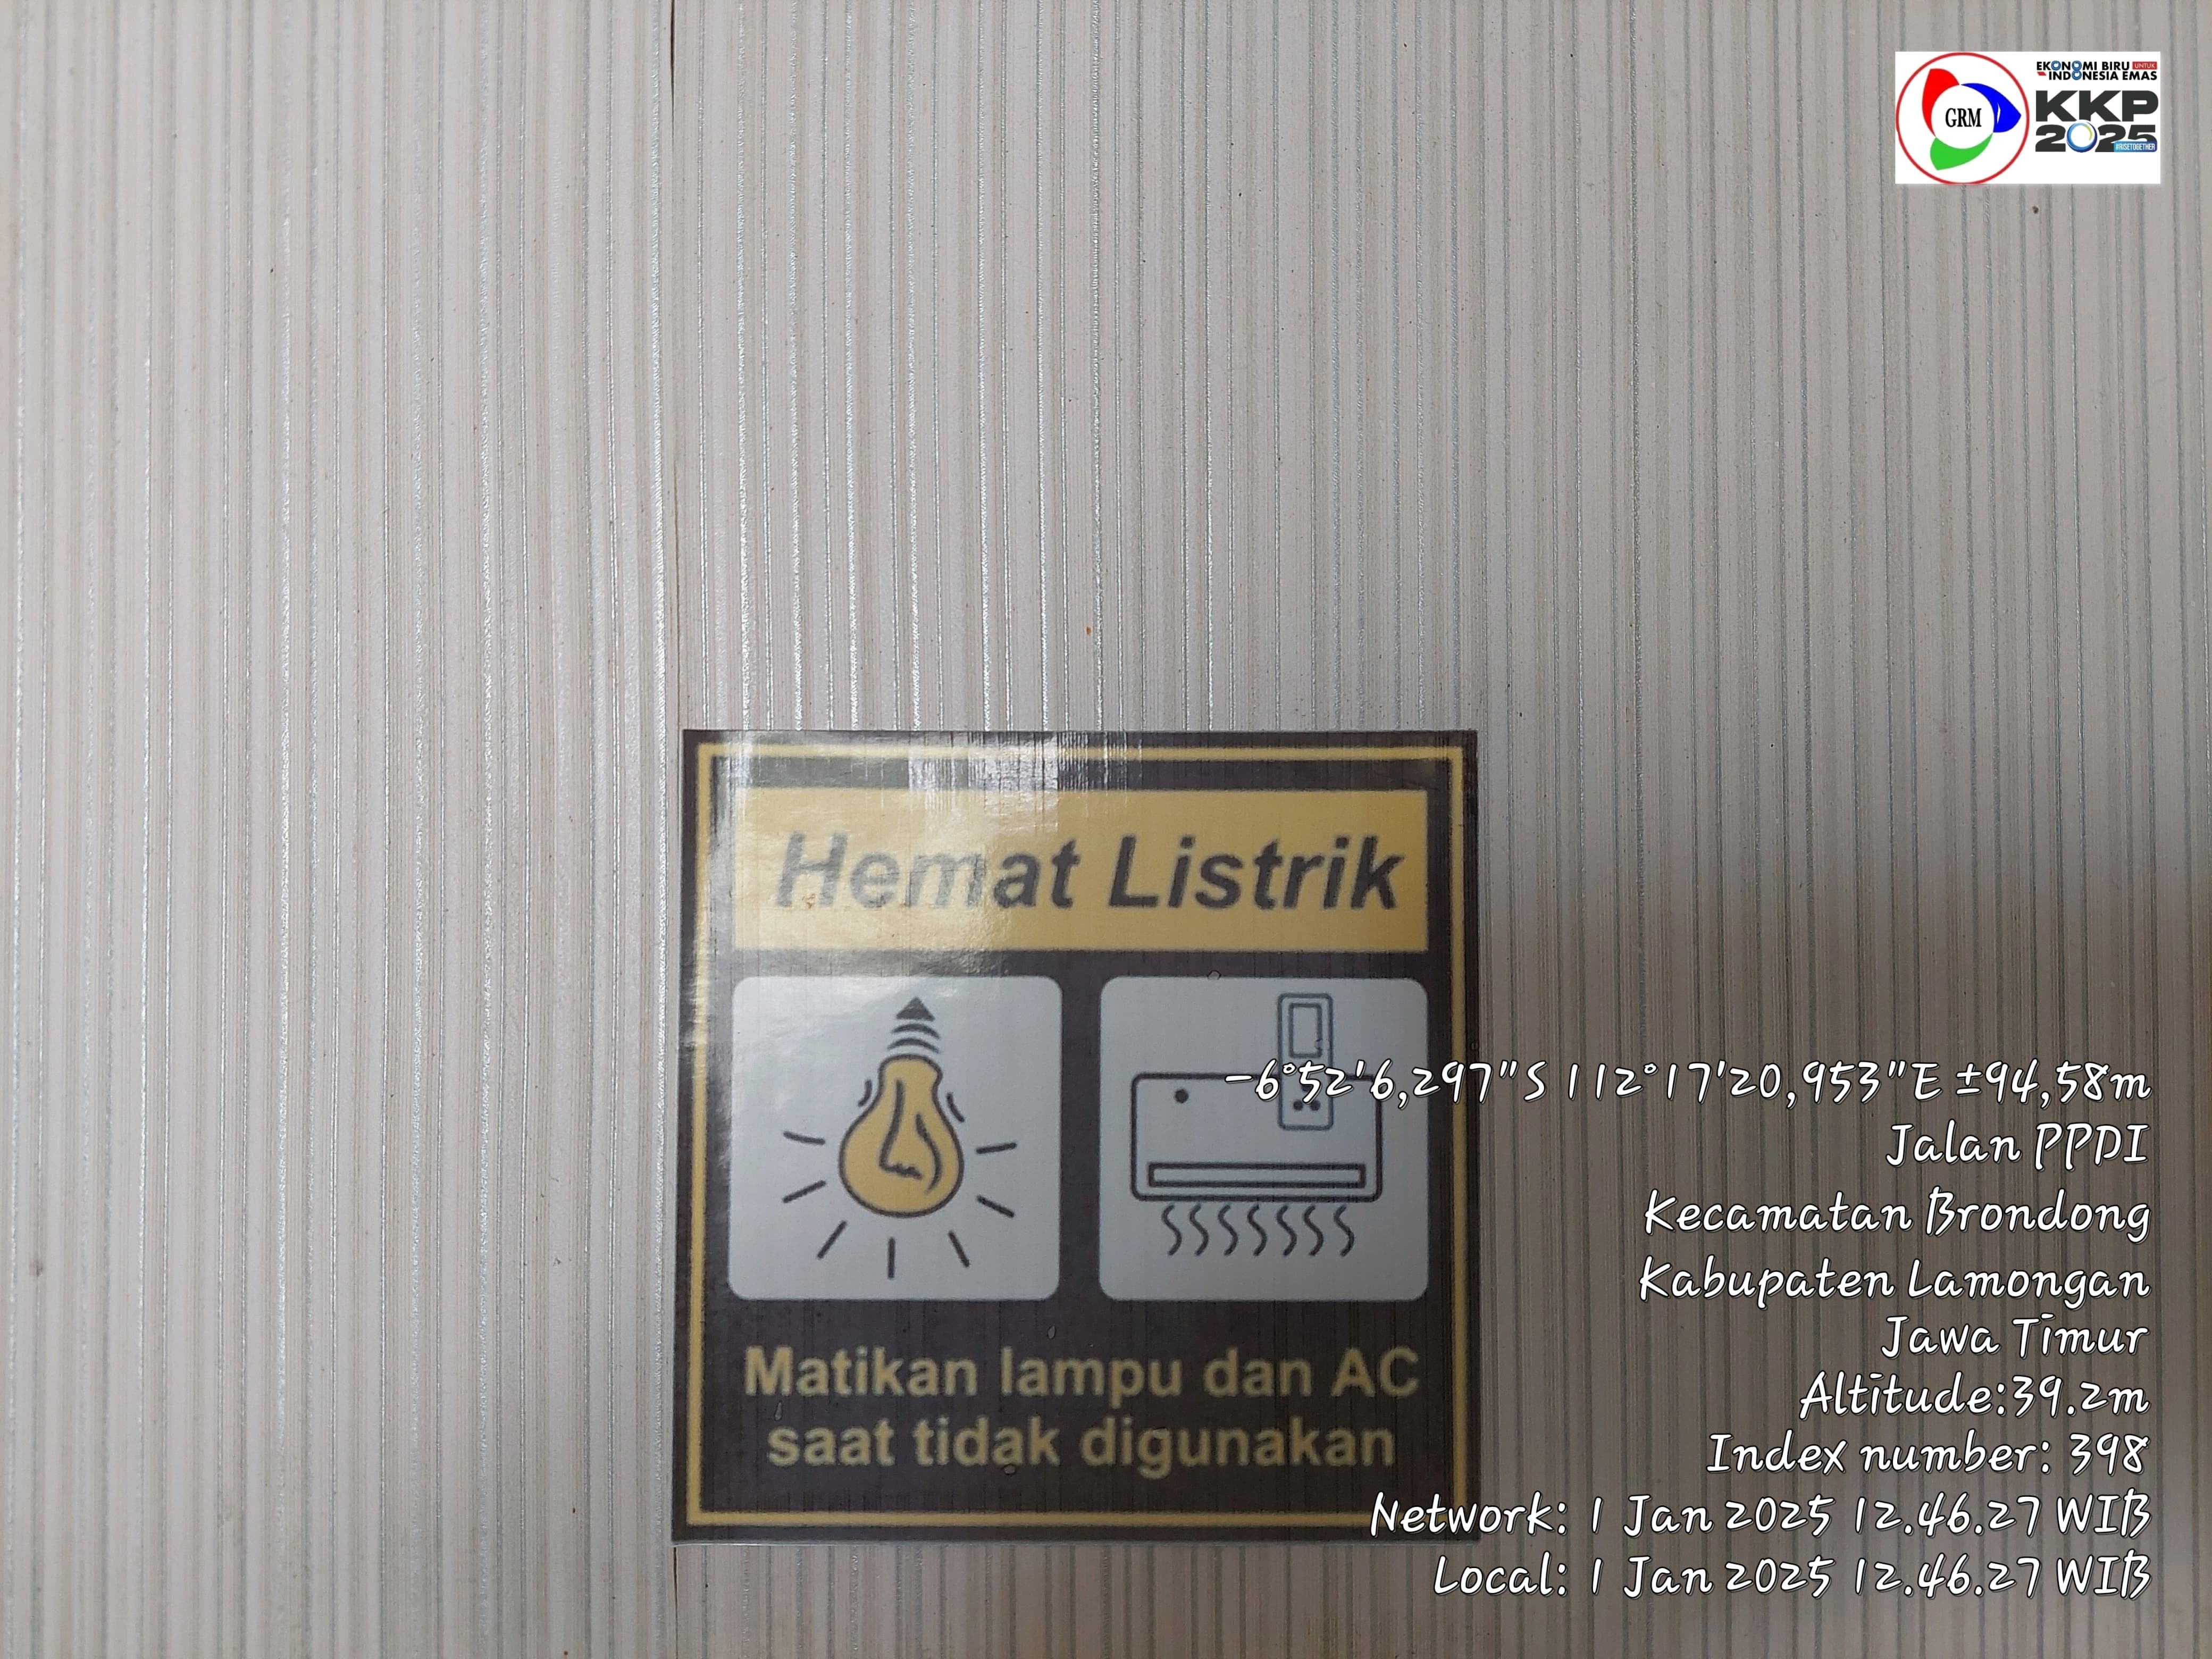 EKONOMI BIRU UNTUK
INDONESIA EMAS
GRM
KKP
2025
#RISETOGETHER
Hemat Listrik
Matikan lampu dan AC
saat tidak digunakan
-6°52'6,297"S 112°17'20,953"E ±94,58m
Jalan PPDI
Kecamatan Brondong
Kabupaten Lamongan
Jawa Timur
Altitude:39.2m
Index number: 398
Network: 1 Jan 2025 12.46.27 WIB
Local: 1 Jan 2025 12.46.27 WIB